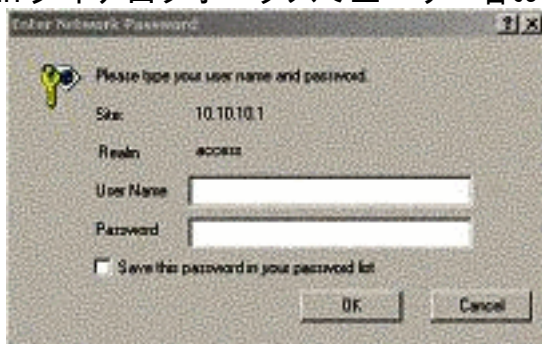 Enter Network Password
Please type your user name and password.
Site: 10.10.10.1
Realm access
User Name
Password
Save this password in your password list
OK
Cancel